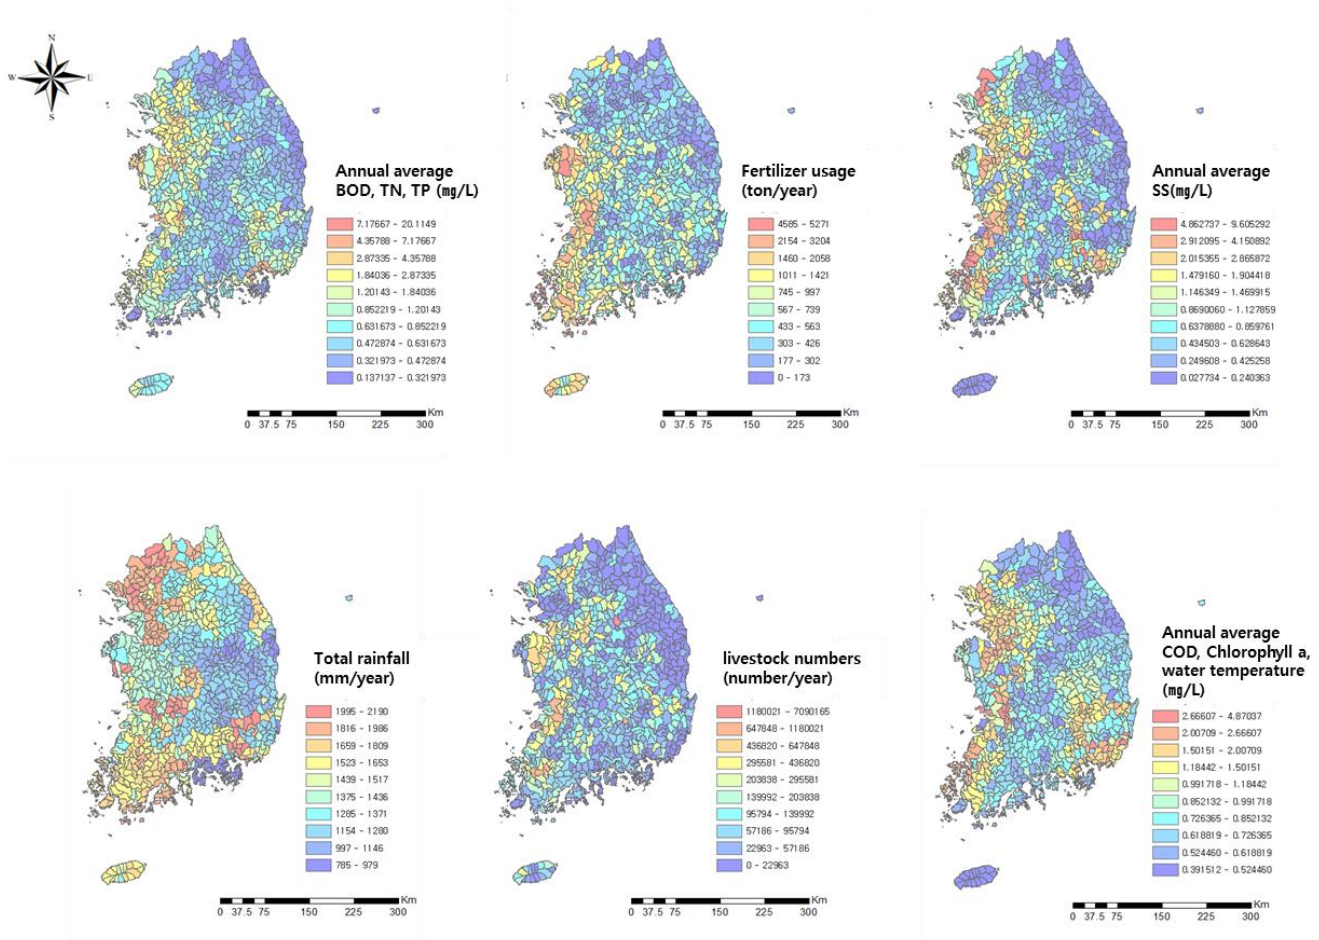 N
W E
S
Annual average
BOD, TN, TP (㎎/L)
7.17667 - 20.1149
4.35788 - 7.17667
2.87335 - 4.35788
1.84036 - 2.87335
1.20143 - 1.84036
0.852219 - 1.20143
0.631673 - 0.852219
0.472874 - 0.631673
0.321973 - 0.472874
0.137137 - 0.321973
Km
0 37.5 75 150 225 300
Fertilizer usage
(ton/year)
4585 - 5271
2154 - 3204
1460 - 2058
1011 - 1421
745 - 997
567 - 739
433 - 563
303 - 426
177 - 302
0 - 173
Km
0 37.5 75 150 225 300
Annual average
SS(㎎/L)
4.862737 - 9.605292
2.912095 - 4.150892
2.015355 - 2.865872
1.479160 - 1.904418
1.146349 - 1.469915
0.8690060 - 1.127859
0.6378880 - 0.859761
0.434503 - 0.628643
0.249608 - 0.425258
0.027734 - 0.240363
Km
0 37.5 75 150 225 300
Total rainfall
(mm/year)
1995 - 2190
1816 - 1986
1659 - 1809
1523 - 1653
1439 - 1517
1375 - 1436
1285 - 1371
1154 - 1280
997 - 1146
785 - 979
Km
0 37.5 75 150 225 300
livestock numbers
(number/year)
1180021 - 7090165
647848 - 1180021
436820 - 647848
295581 - 436820
203838 - 295581
139992 - 203838
95794 - 139992
57186 - 95794
22963 - 57186
0 - 22963
Km
0 37.5 75 150 225 300
Annual average
COD, Chlorophyll a,
water temperature
(㎎/L)
2.66607 - 4.87037
2.00709 - 2.66607
1.50151 - 2.00709
1.18442 - 1.50151
0.991718 - 1.18442
0.852132 - 0.991718
0.726365 - 0.852132
0.618819 - 0.726365
0.524460 - 0.618819
0.391512 - 0.524460
Km
0 37.5 75 150 225 300